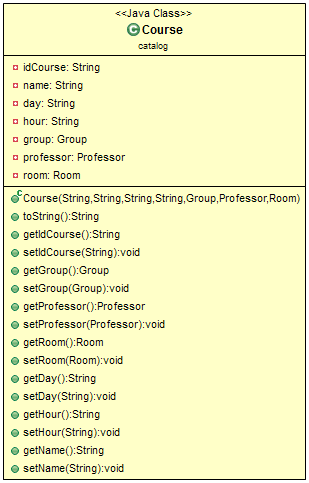 <<Java Class>>
Course
catalog
idCourse: String
name: String
day: String
hour: String
group: Group
professor: Professor
room: Room
Course(String,String,String,String,Group,Professor,Room)
toString():String
getIdCourse():String
setIdCourse(String):void
getGroup():Group
setGroup(Group):void
getProfessor():Professor
setProfessor(Professor):void
getRoom():Room
setRoom(Room):void
getDay():String
setDay(String):void
getHour():String
setHour(String):void
getName():String
setName(String):void